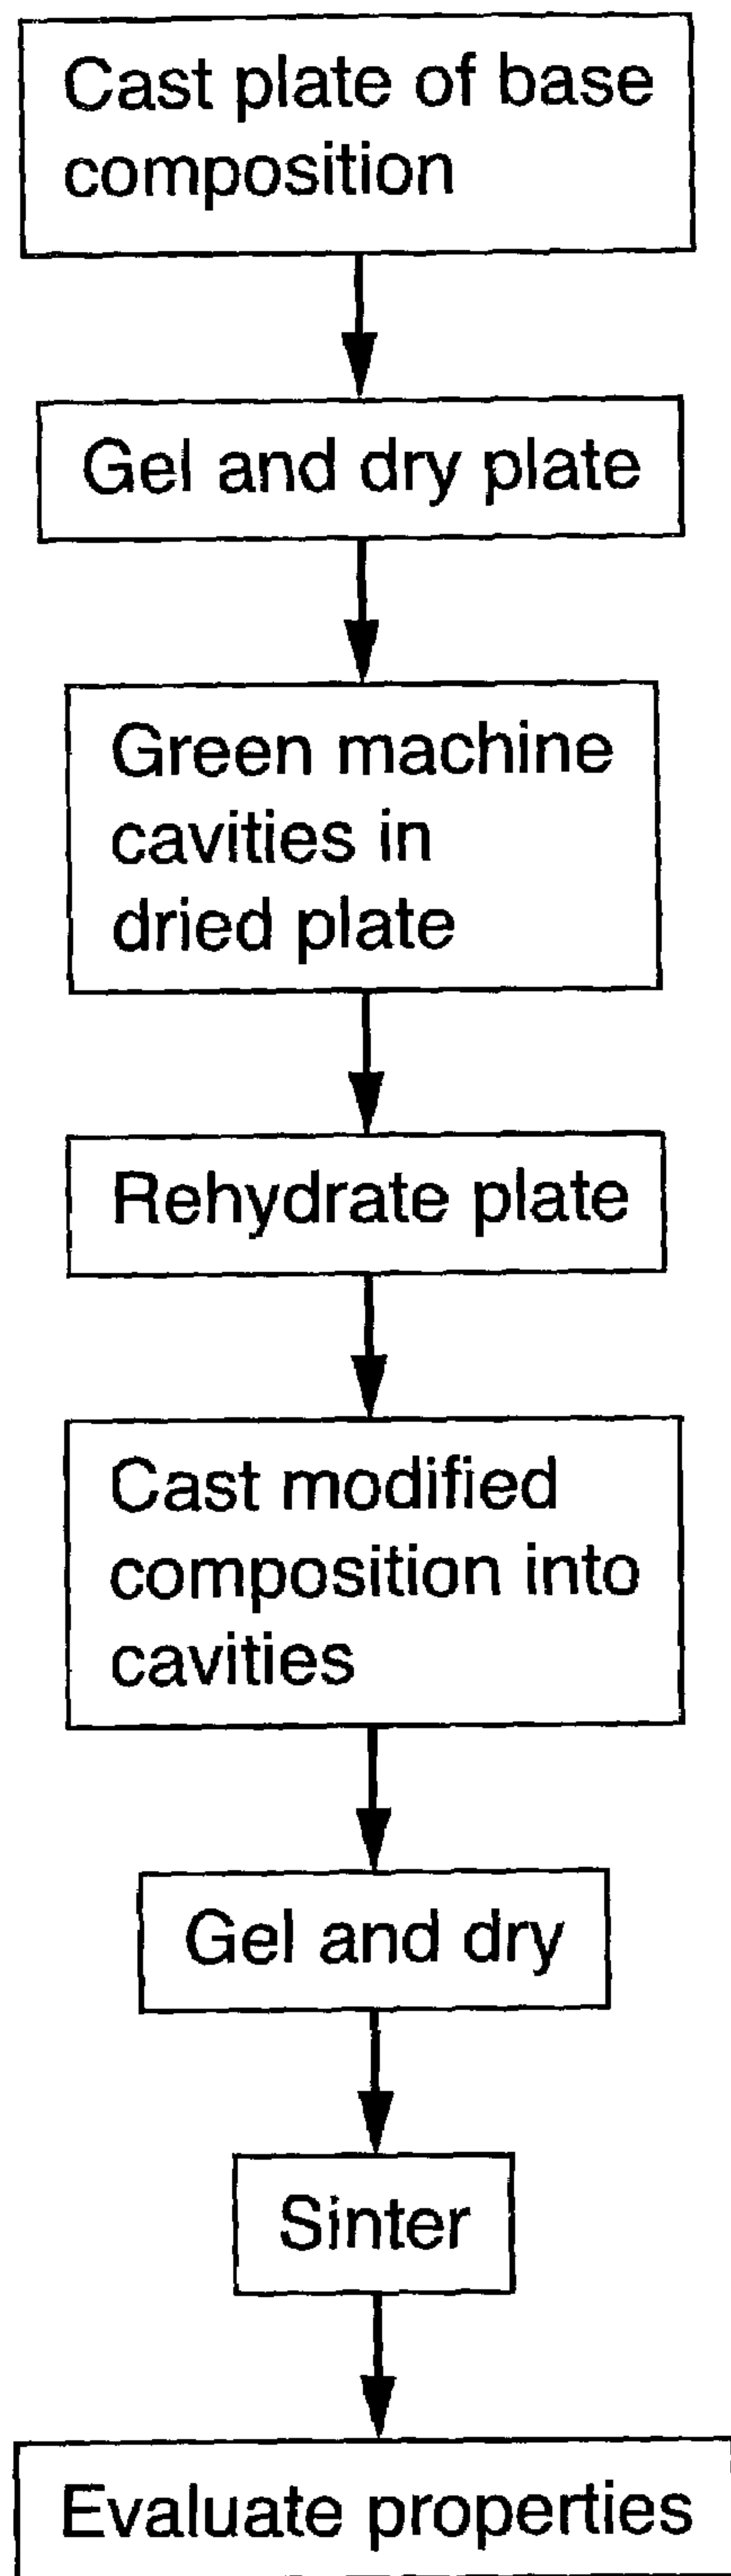 Cast plate of base
composition
Gel and dry plate
Green machine
cavities in
dried plate
Rehydrate plate
Cast modified
composition into
cavities
Gel and dry
Sinter
Evaluate properties